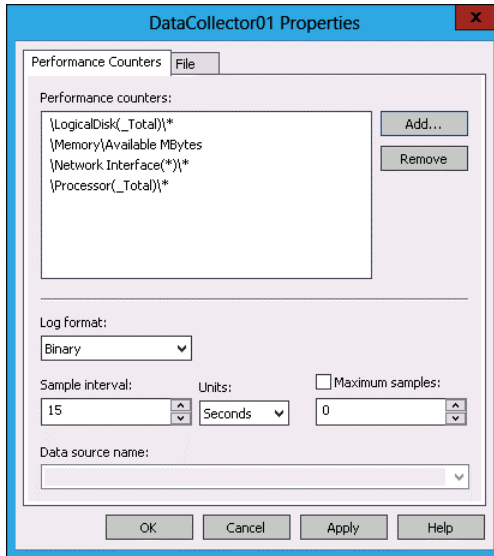 DataCollector01 Properties
x
Performance Counters
File
Performance counters:
\LogicalDisk(_Total)\*
\Memory\Available MBytes
\Network Interface(*)\*
\Processor(_Total)\*
Add...
Remove
Log format:
Binary
Sample interval:
Units:
Maximum samples:
15
Seconds
0
Data source name:
OK
Cancel
Apply
Help